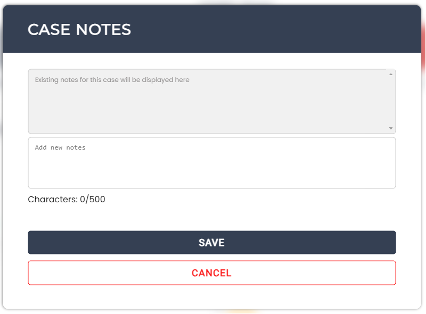 CASE NOTES
Existing notes for this case will be displayed here
Add new notes
Characters: 0/500
SAVE
CANCEL